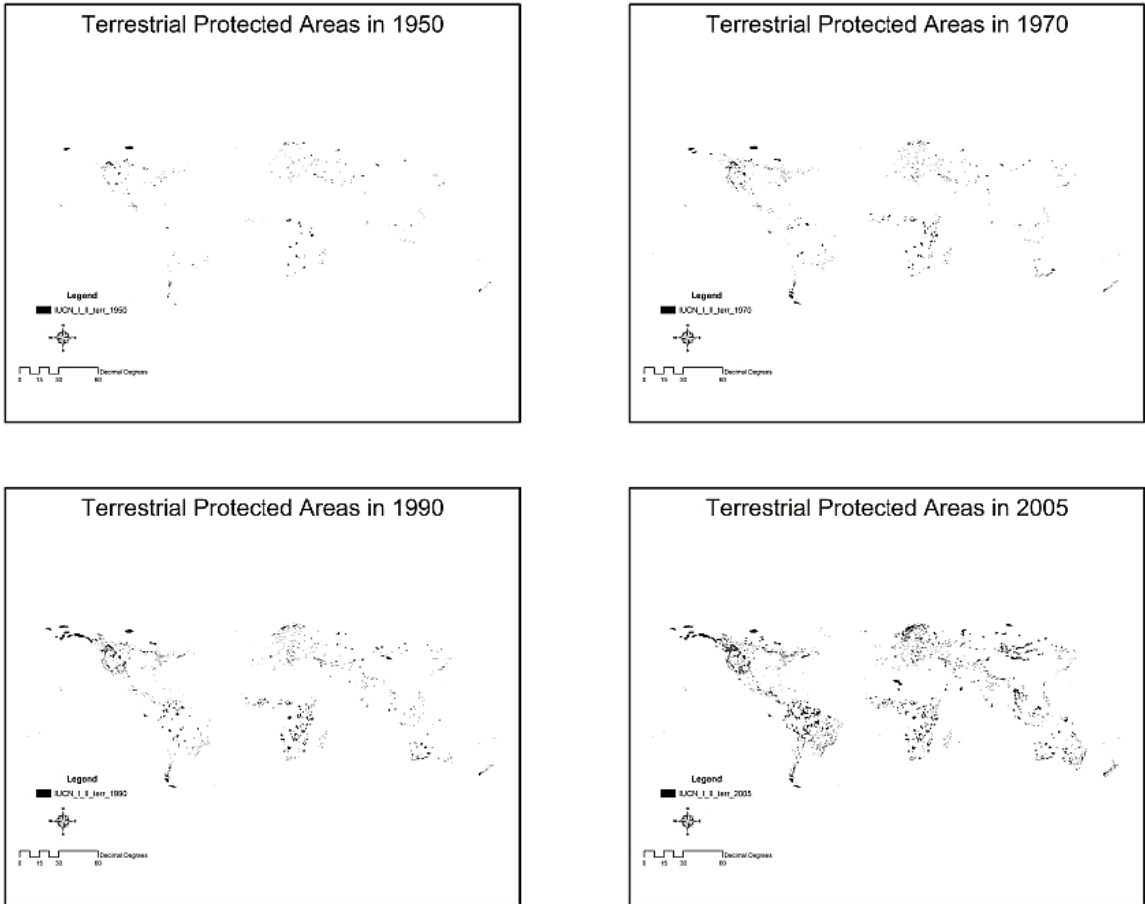 Terrestrial Protected Areas in 1950
Legend
IUCN_I_II_terr_1950
N
W E
S
Decimal Degrees
0 15 30 60
Terrestrial Protected Areas in 1970
Legend
IUCN_I_II_terr_1970
N
W E
S
Decimal Degrees
0 15 30 60
Terrestrial Protected Areas in 1990
Legend
IUCN_I_II_terr_1990
N
W E
S
Decimal Degrees
0 15 30 60
Terrestrial Protected Areas in 2005
Legend
IUCN_I_II_terr_2005
N
W E
S
Decimal Degrees
0 15 30 60